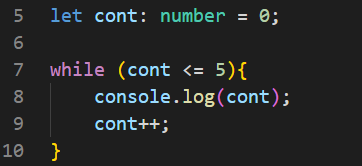 5 let cont: number = 0;
6
7 while (cont <= 5){
8     console.log(cont);
9     cont++;
10 }